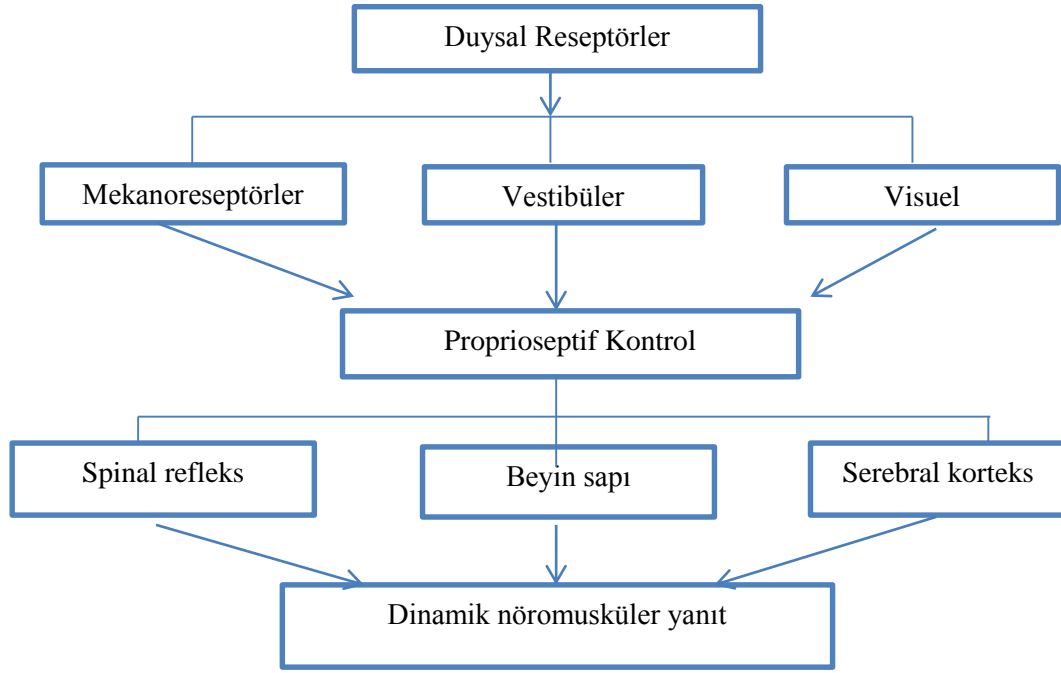 Duysal Reseptörler
Mekanoreseptörler
Vestibüler
Visuel
Proprioseptif Kontrol
Spinal refleks
Beyin sapı
Serebral korteks
Dinamik nöromusküler yanıt